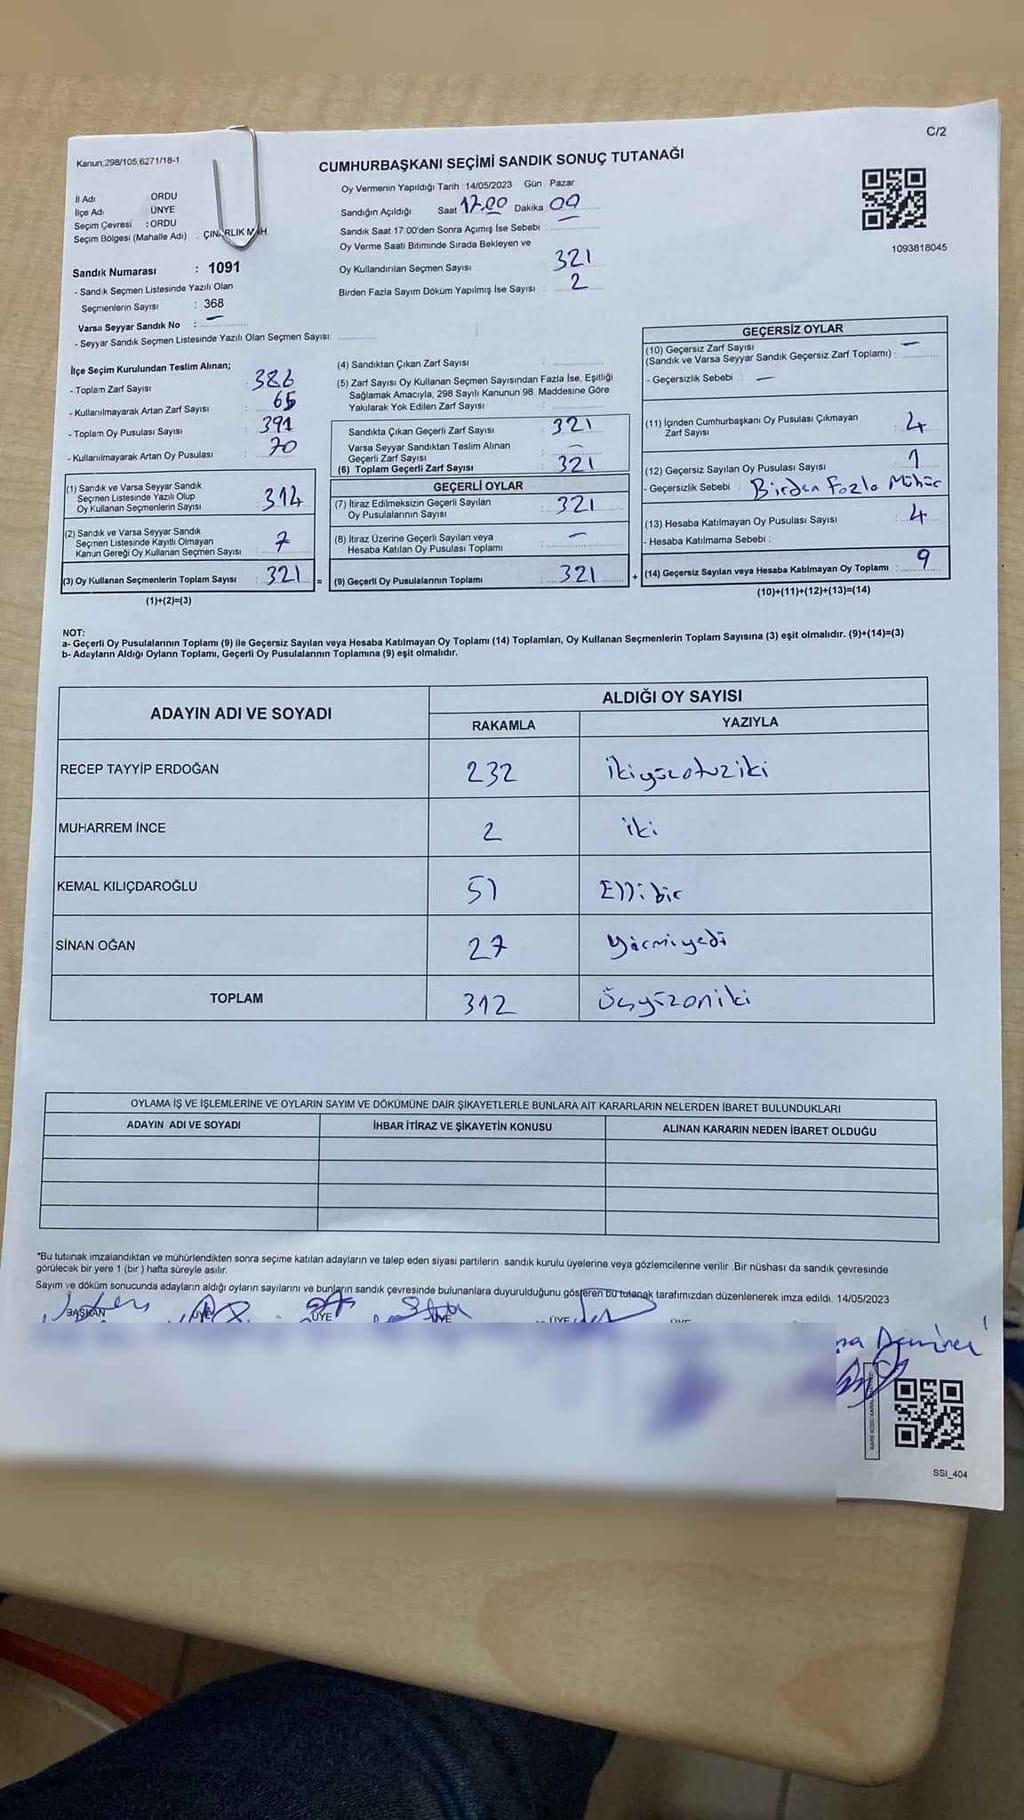 C/2
Kanun,298/105,6271/18-1
CUMHURBAŞKANI SEÇİMİ SANDIK SONUÇ TUTANAĞI
İl Adı ORDU
İlçe Adı ÜNYE
Seçim Çevresi : ORDU
Seçim Bölgesi (Mahalle Adı) : ÇINARLIK MAH.
Sandık Numarası : 1091
- Sandık Seçmen Listesinde Yazılı Olan
Seçmenlerin Sayısı : 368
Varsa Seyyar Sandık No : —
- Seyyar Sandık Seçmen Listesinde Yazılı Olan Seçmen Sayısı:
Oy Vermenin Yapıldığı Tarih : 14/05/2023 Gün : Pazar
Sandığın Açıldığı Saat 17.00 Dakika 09
Sandık Saat 17:00'den Sonra Açımış İse Sebebi : —
Oy Verme Saati Bitiminde Sırada Bekleyen ve
Oy Kullandırılan Seçmen Sayısı 321
Birden Fazla Sayım Döküm Yapılmış İse Sayısı : 2
1093818045
İlçe Seçim Kurulundan Teslim Alınan;
- Toplam Zarf Sayısı : 386
- Kullanılmayarak Artan Zarf Sayısı : 65
- Toplam Oy Pusulası Sayısı : 391
- Kullanılmayarak Artan Oy Pusulası : 70
(1) Sandık ve Varsa Seyyar Sandık
Seçmen Listesinde Yazılı Olup
Oy Kullanan Seçmenlerin Sayısı : 314
(2) Sandık ve Varsa Seyyar Sandık
Seçmen Listesinde Kayıtlı Olmayan
Kanun Gereği Oy Kullanan Seçmen Sayısı : 7
(3) Oy Kullanan Seçmenlerin Toplam Sayısı : 321 =
(1)+(2)=(3)
(4) Sandıktan Çıkan Zarf Sayısı :
(5) Zarf Sayısı Oy Kullanan Seçmen Sayısından Fazla İse, Eşitliği
Sağlamak Amacıyla, 298 Sayılı Kanunun 98. Maddesine Göre
Yakılarak Yok Edilen Zarf Sayısı :
Sandıkta Çıkan Geçerli Zarf Sayısı : 321
Varsa Seyyar Sandıktan Teslim Alınan
Geçerli Zarf Sayısı : —
(6) Toplam Geçerli Zarf Sayısı : 321
GEÇERLİ OYLAR
(7) İtiraz Edilmeksizin Geçerli Sayılan
Oy Pusulalarının Sayısı : 321
(8) İtiraz Üzerine Geçerli Sayılan veya
Hesaba Katılan Oy Pusulası Toplamı : —
(9) Geçerli Oy Pusulalarının Toplamı : 321 +
GEÇERSİZ OYLAR
(10) Geçersiz Zarf Sayısı —
(Sandık ve Varsa Seyyar Sandık Geçersiz Zarf Toplamı) :
- Geçersizlik Sebebi : —
(11) İçinden Cumhurbaşkanı Oy Pusulası Çıkmayan
Zarf Sayısı : 4
(12) Geçersiz Sayılan Oy Pusulası Sayısı : 1
- Geçersizlik Sebebi : Birden Fazla Mühür
(13) Hesaba Katılmayan Oy Pusulası Sayısı : 4
- Hesaba Katılmama Sebebi :
(14) Geçersiz Sayılan veya Hesaba Katılmayan Oy Toplamı : 9
(10)+(11)+(12)+(13)=(14)
NOT:
a- Geçerli Oy Pusulalarının Toplamı (9) ile Geçersiz Sayılan veya Hesaba Katılmayan Oy Toplamı (14) Toplamları, Oy Kullanan Seçmenlerin Toplam Sayısına (3) eşit olmalıdır. (9)+(14)=(3)
b- Adayların Aldığı Oyların Toplamı, Geçerli Oy Pusulalarının Toplamına (9) eşit olmalıdır.
ADAYIN ADI VE SOYADI ALDIĞI OY SAYISI
RAKAMLA YAZIYLA
RECEP TAYYİP ERDOĞAN 232 ikiyüzotuziki
MUHARREM İNCE 2 iki
KEMAL KILIÇDAROĞLU 51 Ellibir
SİNAN OĞAN 27 Yirmiyedi
TOPLAM 312 Üçyüzoniki
OYLAMA İŞ VE İŞLEMLERİNE VE OYLARIN SAYIM VE DÖKÜMÜNE DAİR ŞİKAYETLERLE BUNLARA AİT KARARLARIN NELERDEN İBARET BULUNDUKLARI
ADAYIN ADI VE SOYADI İHBAR İTİRAZ VE ŞİKAYETİN KONUSU ALINAN KARARIN NEDEN İBARET OLDUĞU
*Bu tutanak imzalandıktan ve mühürlendikten sonra seçime katılan adayların ve talep eden siyasi partilerin sandık kurulu üyelerine veya gözlemcilerine verilir. Bir nüshası da sandık çevresinde
görülecek bir yere 1 (bir ) hafta süreyle asılır.
Sayım ve döküm sonucunda adayların aldığı oyların sayılarını ve bunların sandık çevresinde bulunanlara duyurulduğunu gösteren bu tutanak tarafımızdan düzenlenerek imza edildi. 14/05/2023
BAŞKAN ÜYE ÜYE ÜYE ÜYE ÜYE
Demirci
SSI_404